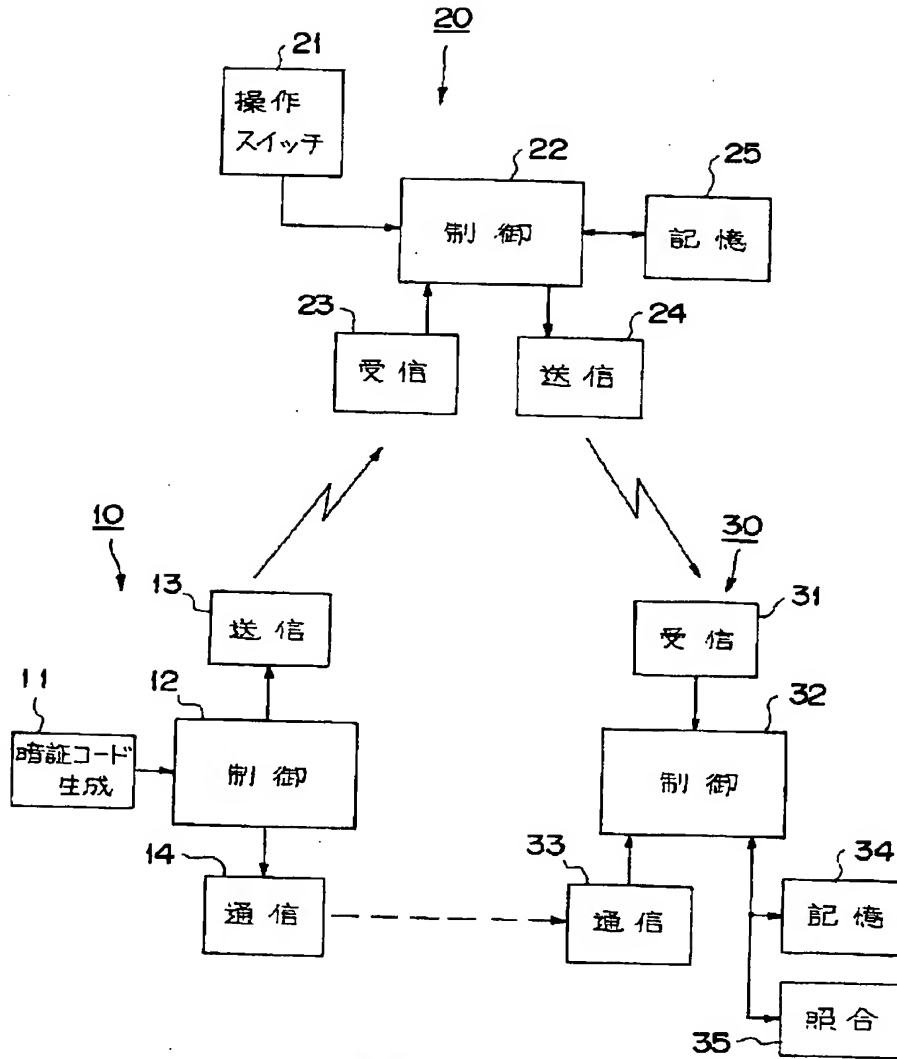 20
21
操作
スイッチ
22
制御
25
記憶
23
受信
24
送信
10
13
送信
30
31
受信
11
暗証コード
生成
12
制御
32
制御
14
通信
33
通信
34
記憶
35
照合